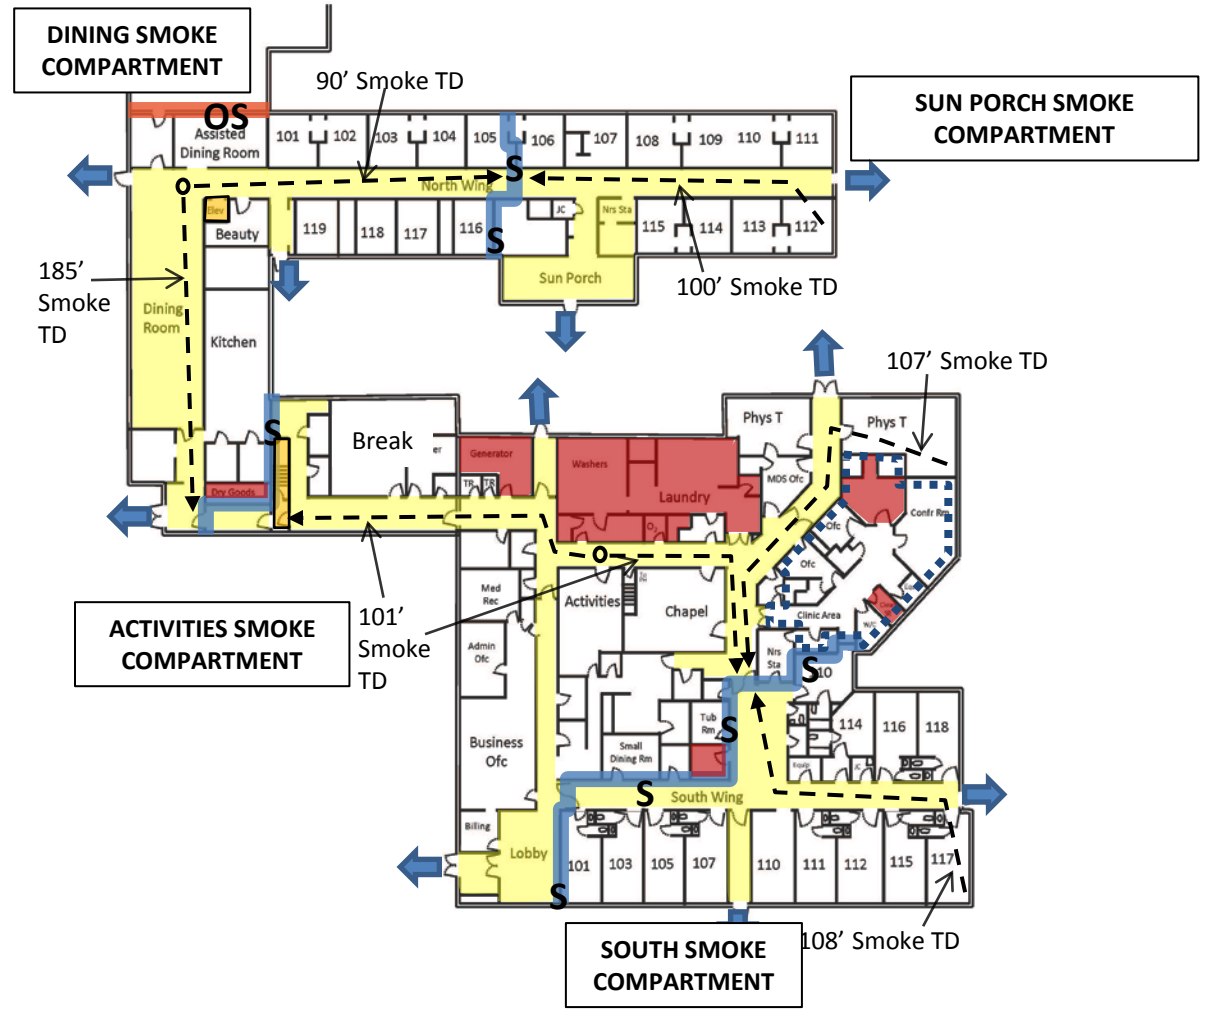 DINING SMOKE
COMPARTMENT
90’ Smoke TD
SUN PORCH SMOKE
COMPARTMENT
OS
Assisted
Dining Room
101
102
103
104
105
106
107
108
109
110
111
S
North Wing
Elev
Beauty
119
118
117
116
S
JC
Nrs Sta
115
114
113
112
Sun Porch
100’ Smoke TD
185’
Smoke
TD
Dining
Room
Kitchen
107’ Smoke TD
S
Break
er
Generator
TR
TR
Washers
Laundry
Phys T
Phys T
MDS Ofc
Dry Goods
Confr Rm
Ofc
Ofc
101’
Smoke
TD
ACTIVITIES SMOKE
COMPARTMENT
Med
Rec
Activities
Chapel
Clinic Area
W/C
Admin
Ofc
Nrs
Sta
S
10
Tub
Rm
S
114
116
118
Business
Ofc
Small
Dining Rm
Equip
JC
S
South Wing
Billing
Lobby
101
103
105
107
110
111
112
115
117
S
SOUTH SMOKE
COMPARTMENT
108’ Smoke TD